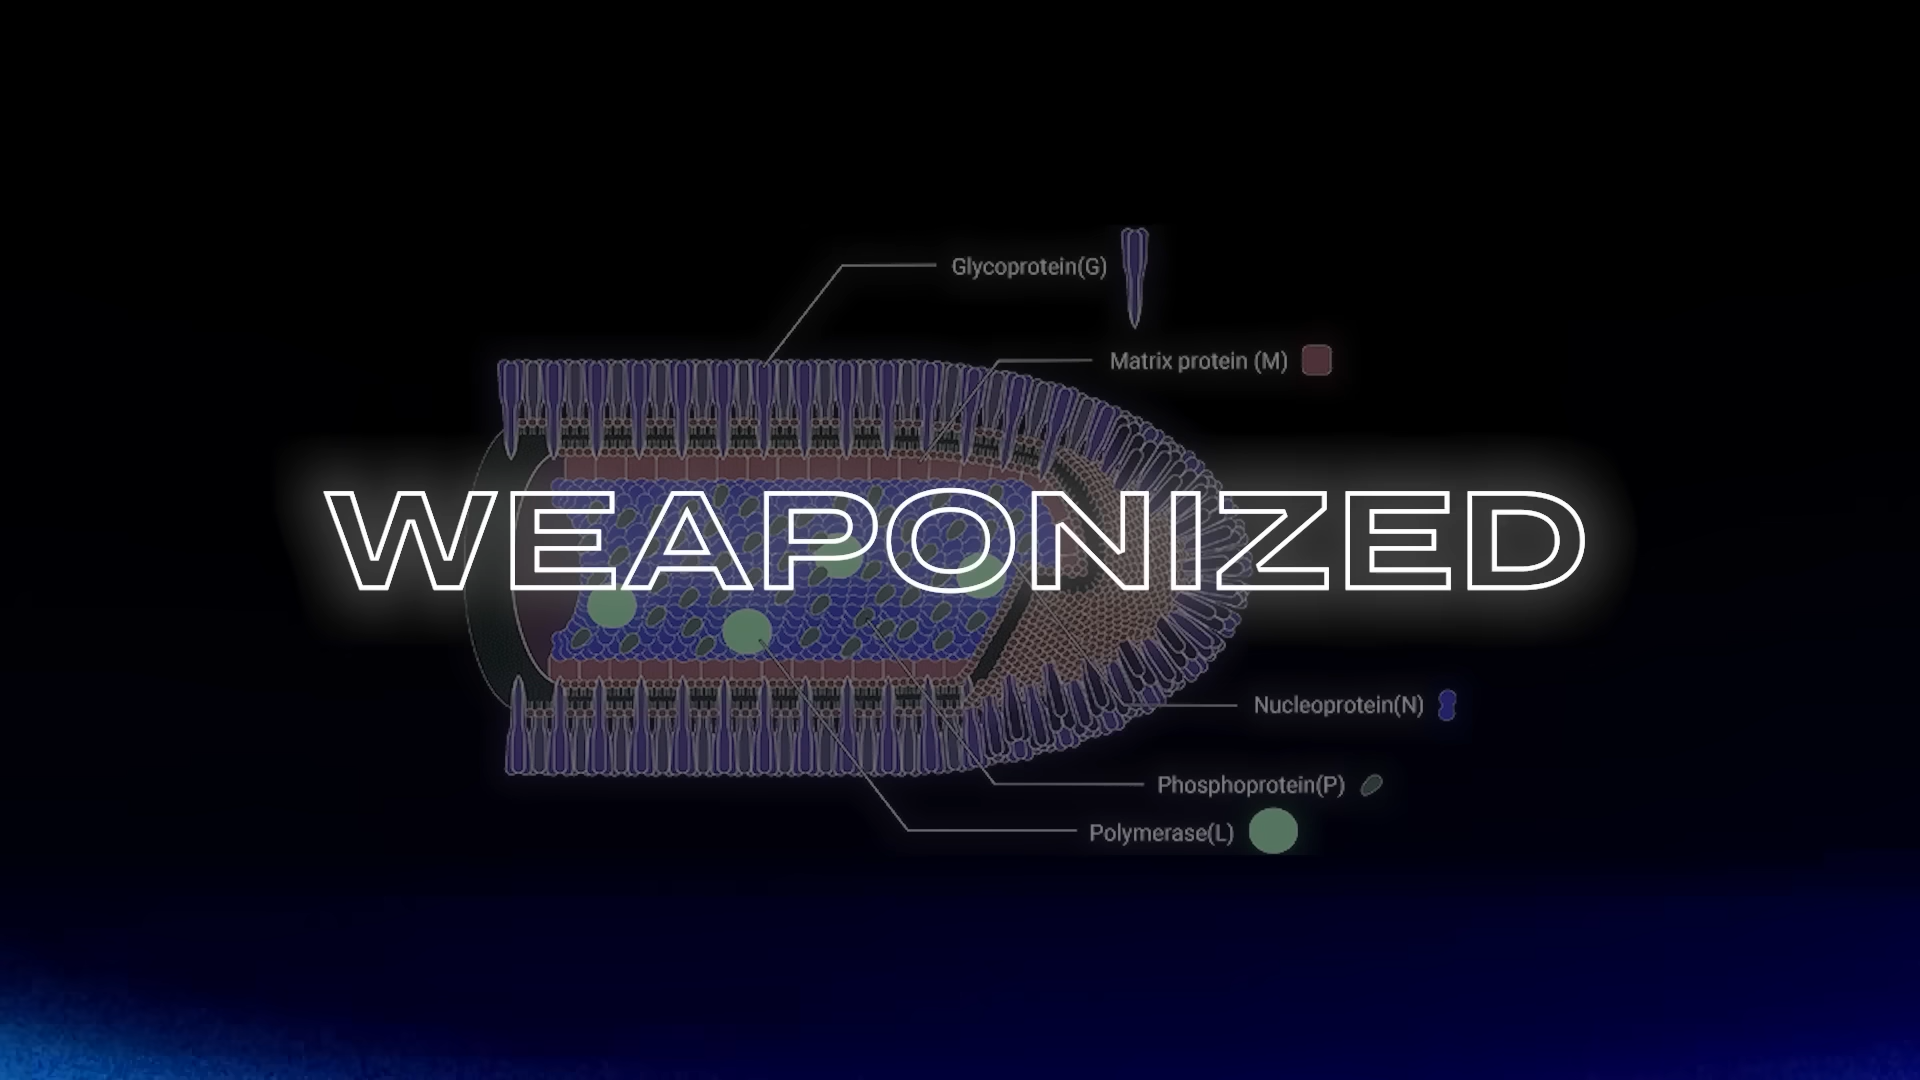 Glycoprotein(G)
Matrix protein (M)
WEAPONIZED
Nucleoprotein(N)
Phosphoprotein(P)
Polymerase(L)